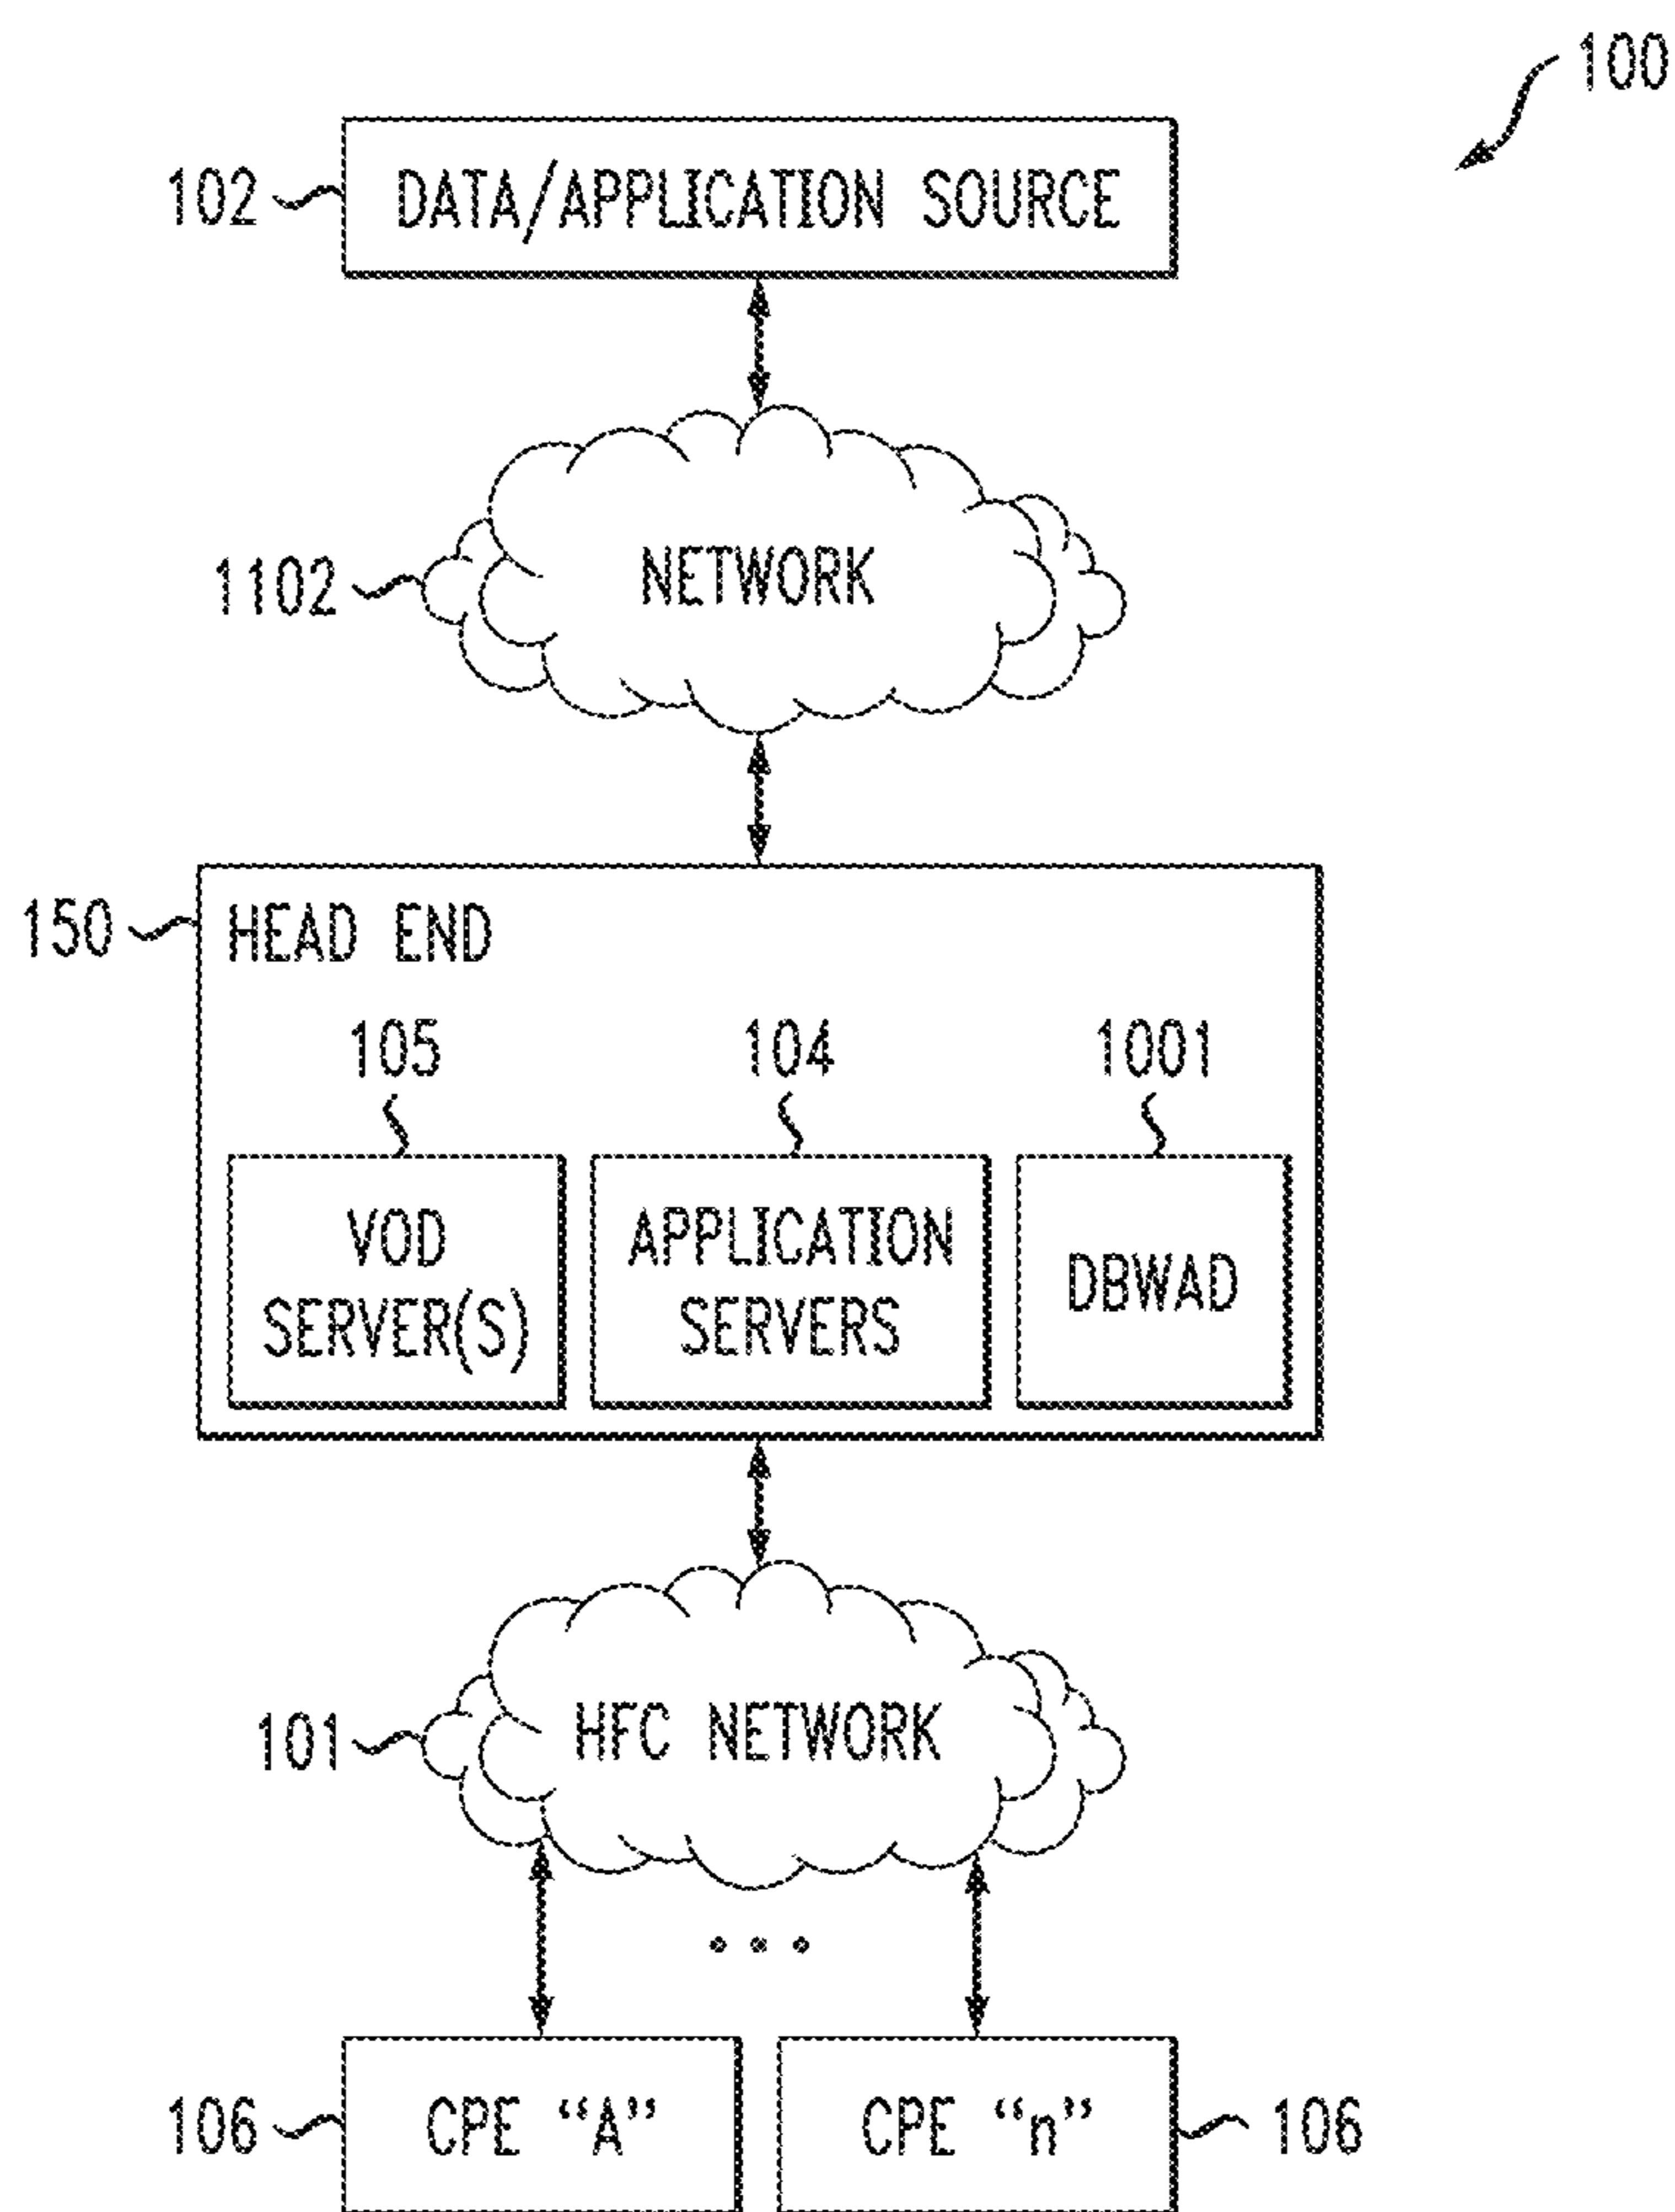 100
102
DATA/APPLICATION SOURCE
1102
NETWORK
150
HEAD END
105
104
1001
VOD
SERVER(S)
APPLICATION
SERVERS
DBWAD
101
HFC NETWORK
106
CPE “A”
CPE “n”
106